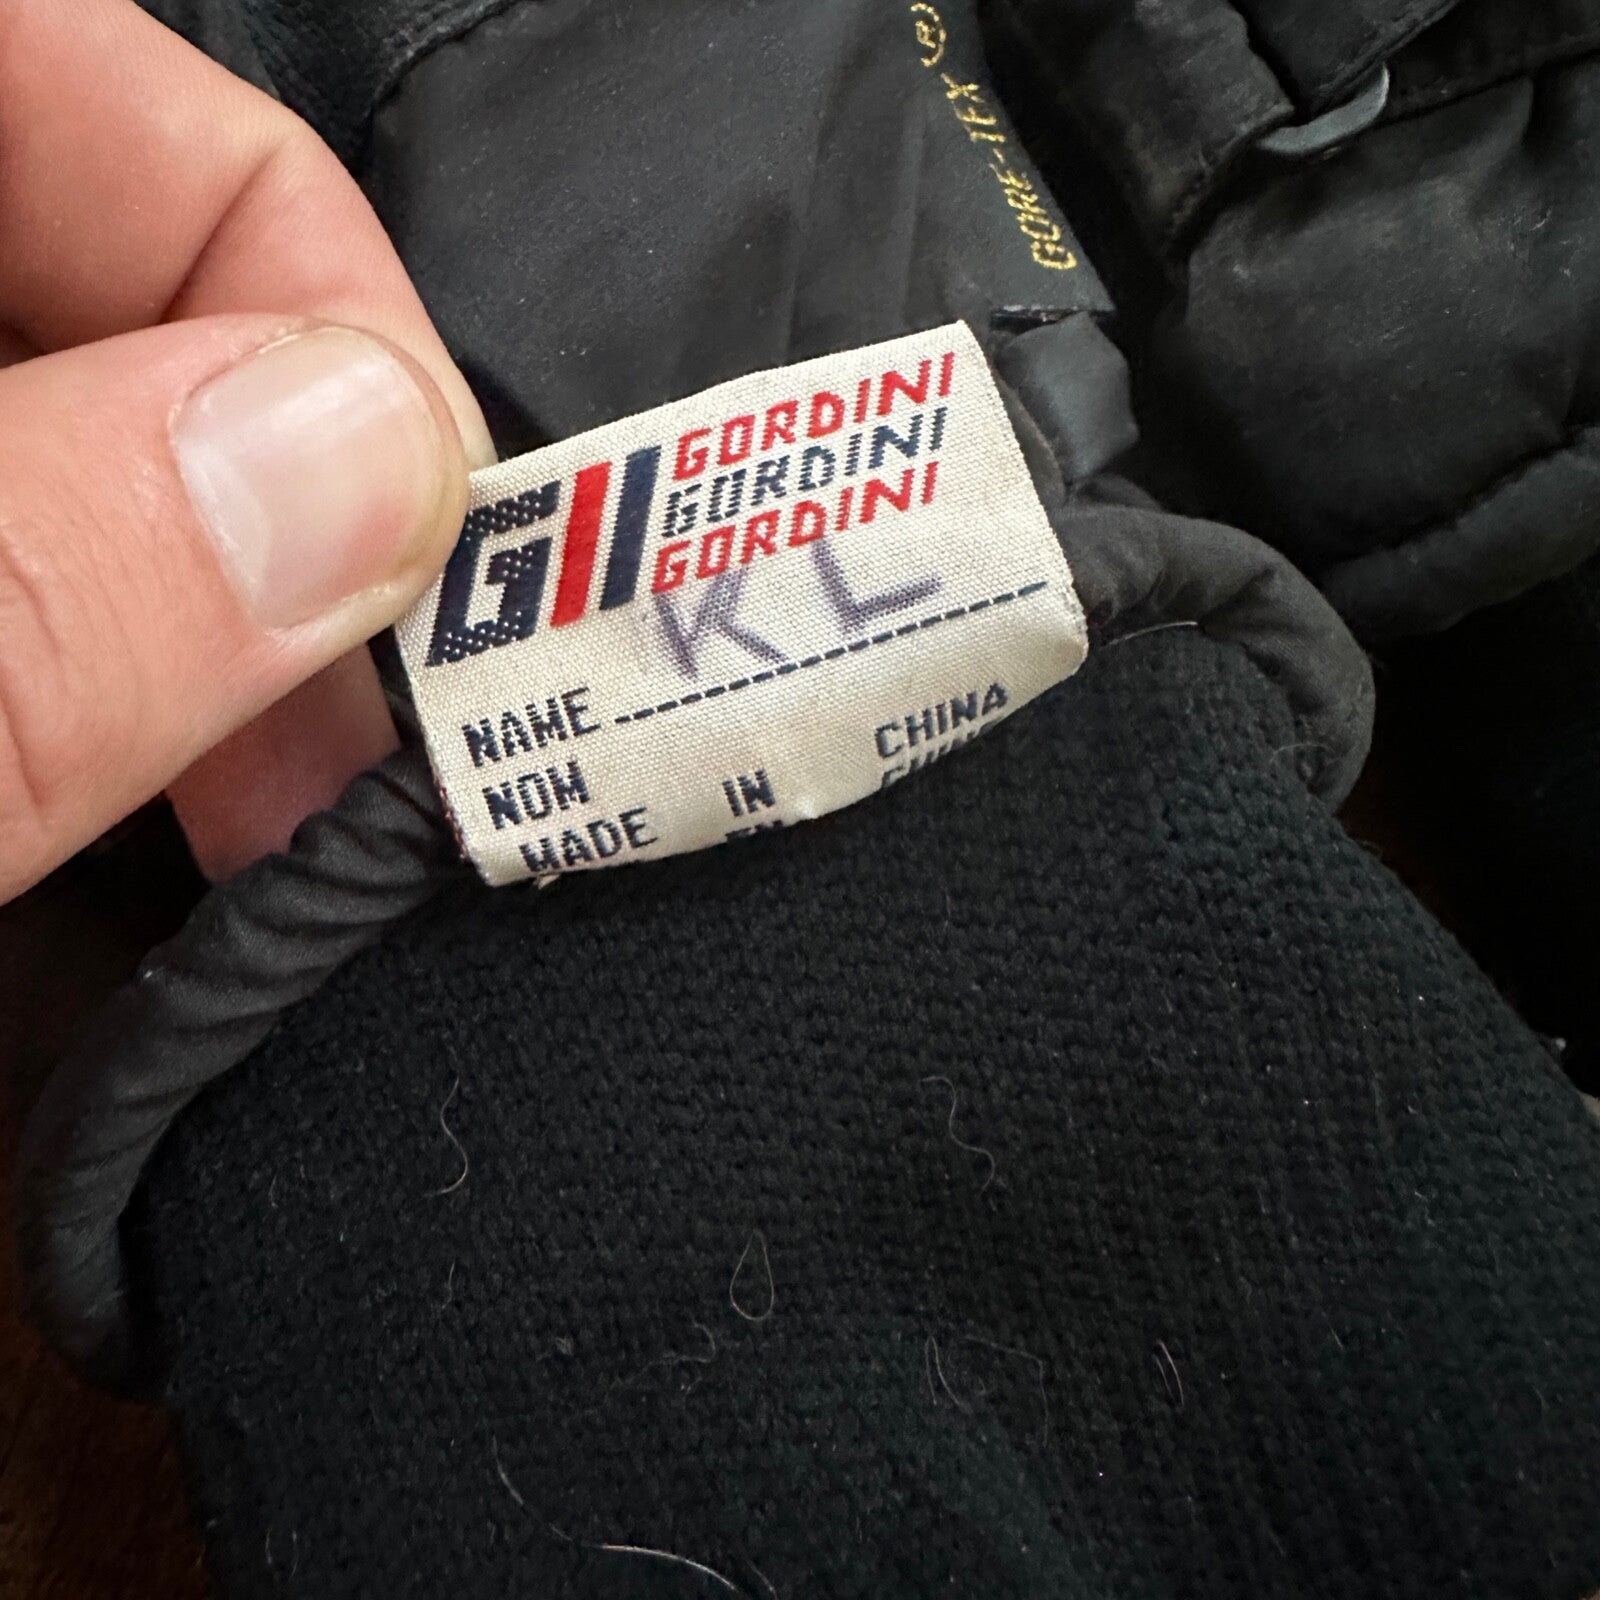 GORE-TEX®
G GORDINI
GORDINI
GORDINI
KL
NAME
NOM
MADE IN CHINA